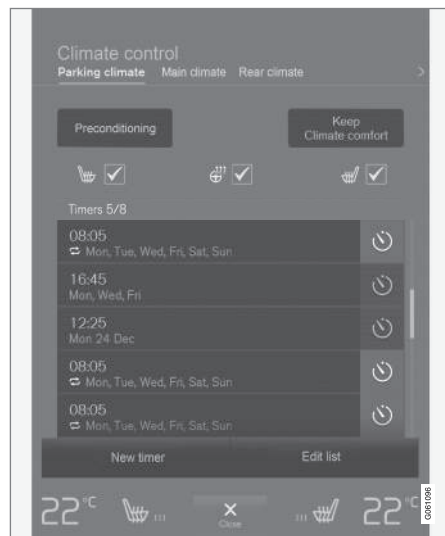 Climate control
Parking climate Main climate Rear climate
Preconditioning
Keep
Climate comfort
Timers 5/8
08:05
Mon, Tue, Wed, Fri, Sat, Sun
16:45
Mon, Wed, Fri
12:25
Mon 24 Dec
08:05
Mon, Tue, Wed, Fri, Sat, Sun
08:05
Mon, Tue, Wed, Fri, Sat, Sun
New timer Edit list
22°C Close 22°C
G061096